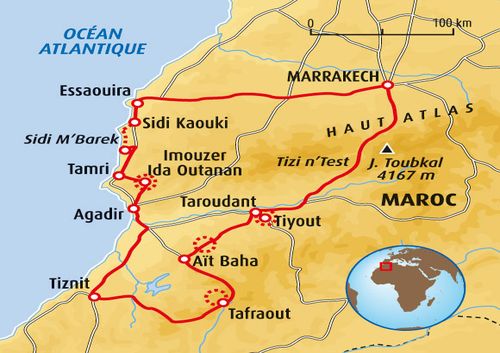 OCÉAN
ATLANTIQUE
0 100 km
MARRAKECH
Essaouira
Sidi Kaouki
HAUT ATLAS
Sidi M'Barek
Imouzer
Ida Outanan
Tizi n'Test
J. Toubkal
4167 m
Tamri
Taroudant
MAROC
Agadir
Tiyout
Aït Baha
Tiznit
Tafraout